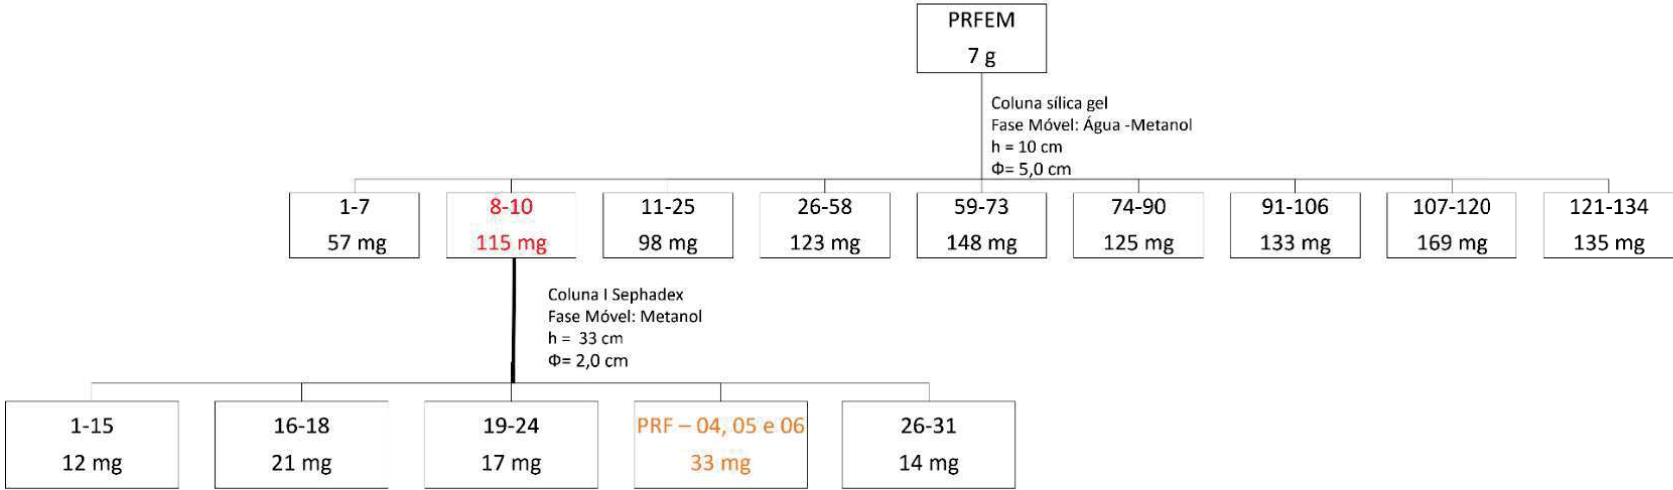 PRFEM
7 g
Coluna sílica gel
Fase Móvel: Água -Metanol
h = 10 cm
Φ= 5,0 cm
1-7
57 mg
8-10
115 mg
11-25
98 mg
26-58
123 mg
59-73
148 mg
74-90
125 mg
91-106
133 mg
107-120
169 mg
121-134
135 mg
Coluna I Sephadex
Fase Móvel: Metanol
h = 33 cm
Φ= 2,0 cm
1-15
12 mg
16-18
21 mg
19-24
17 mg
PRF – 04, 05 e 06
33 mg
26-31
14 mg